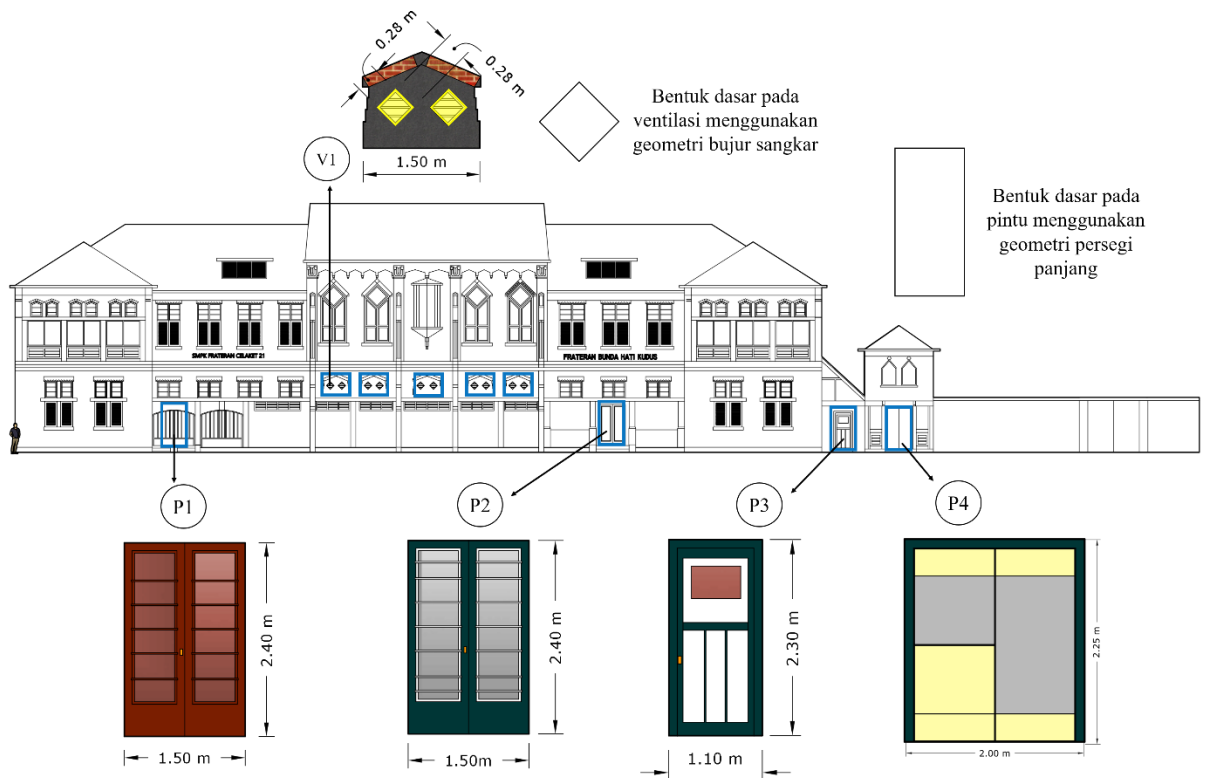 0.28 m
0.28 m
1.50 m
Bentuk dasar pada
ventilasi menggunakan
geometri bujur sangkar
V1
Bentuk dasar pada
pintu menggunakan
geometri persegi
panjang
SMPK FRATERAN CELAKET 21
FRATERAN BUNDA HATI KUDUS
P1
P2
P3
P4
2.40 m
1.50 m
2.40 m
1.50m
2.30 m
1.10 m
2.25 m
2.00 m